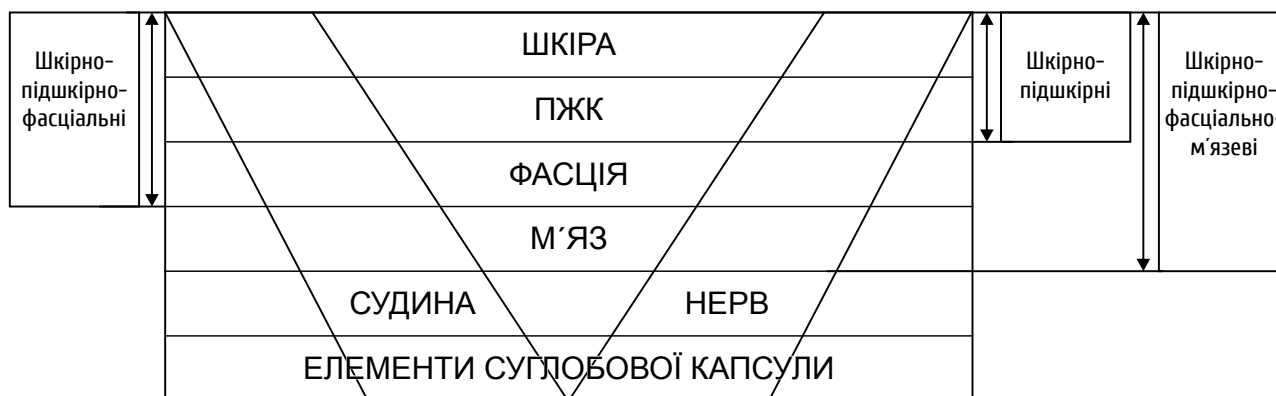 Шкірно-
підшкірно-
фасціальні
ШКІРА
ПЖК
ФАСЦІЯ
М´ЯЗ
СУДИНА НЕРВ
ЕЛЕМЕНТИ СУГЛОБОВОЇ КАПСУЛИ
Шкірно-
підшкірні
Шкірно-
підшкірно-
фасціально-
м´язеві